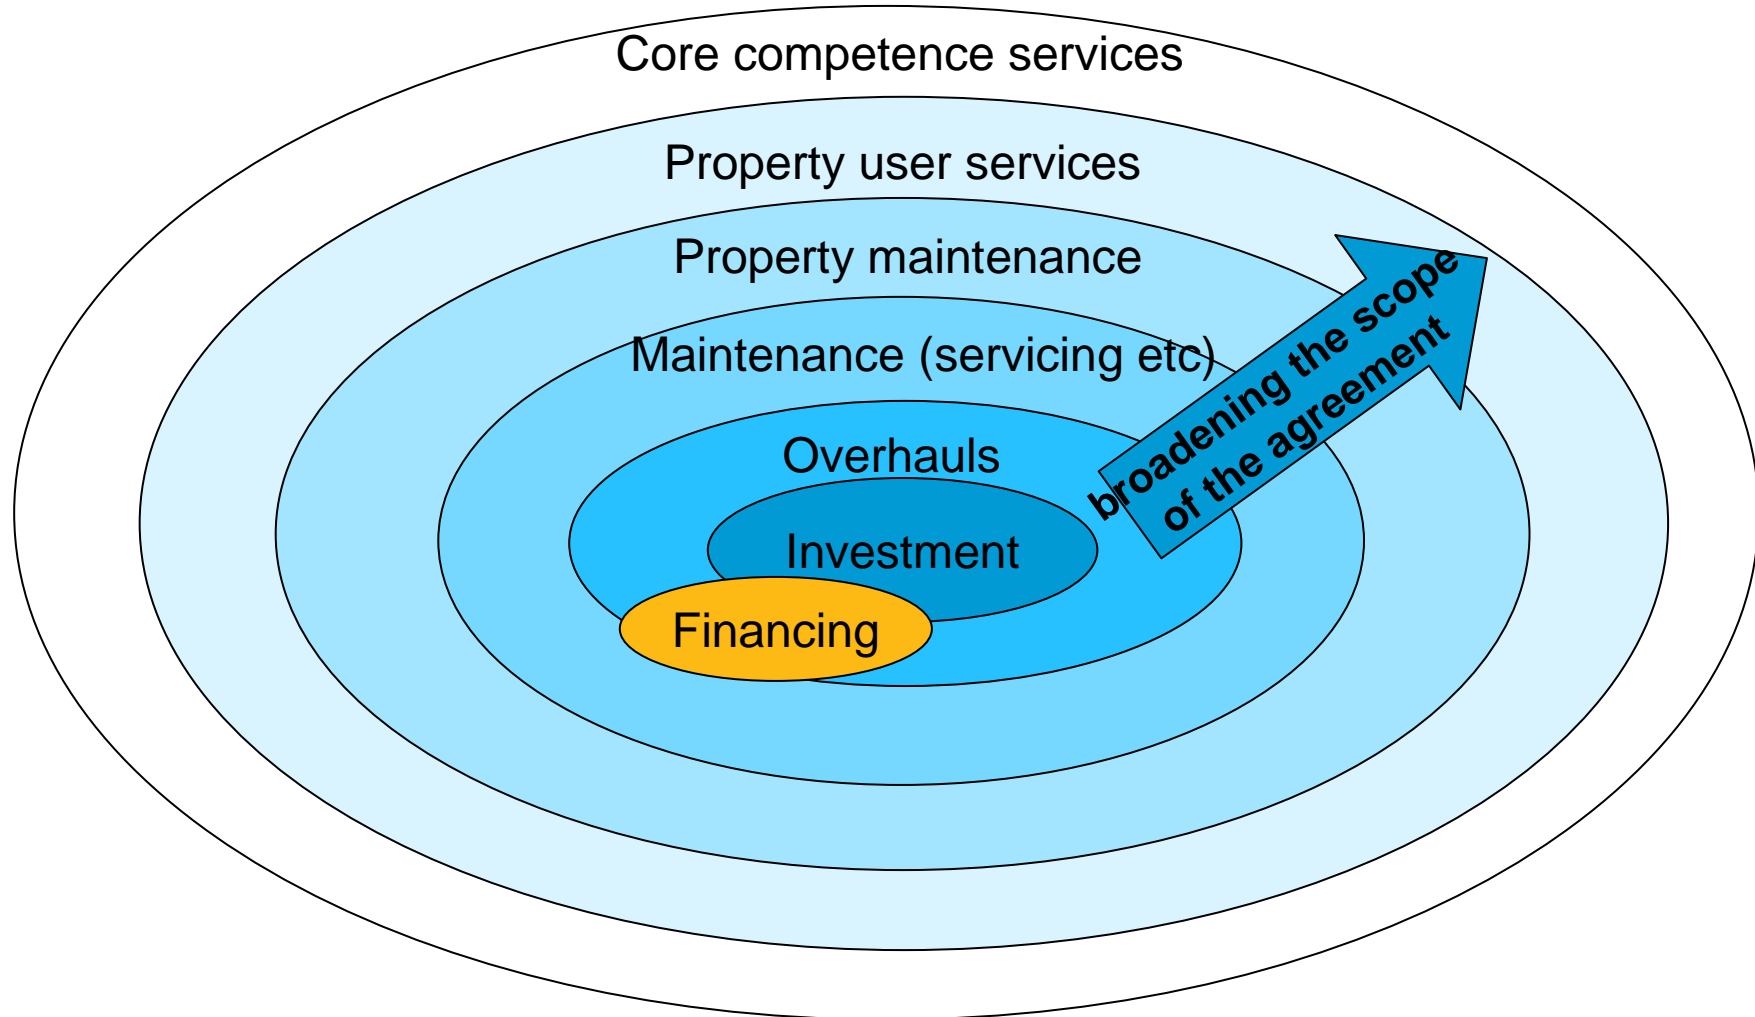 Core competence services
Property user services
Property maintenance
Maintenance (servicing etc)
Overhauls
Investment
Financing
broadening the scope
of the agreement